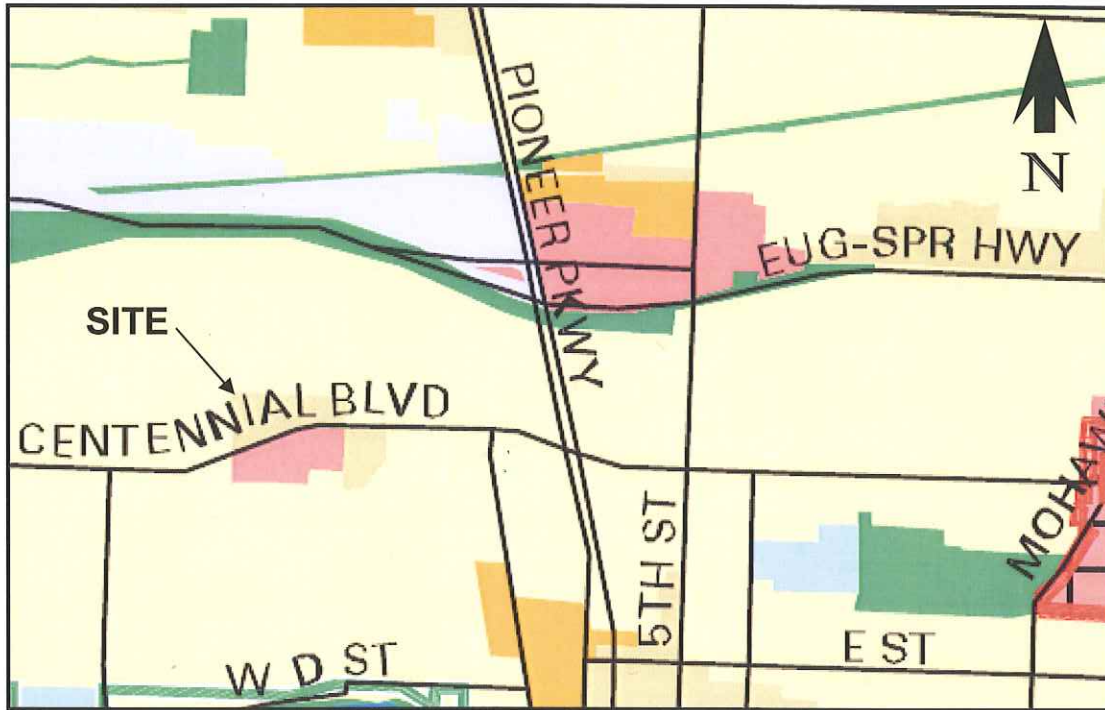 PIONEER PKWY
N
EUG-SPR HWY
SITE
CENTENNIAL BLVD
MOHAW
5TH ST
E ST
W D ST